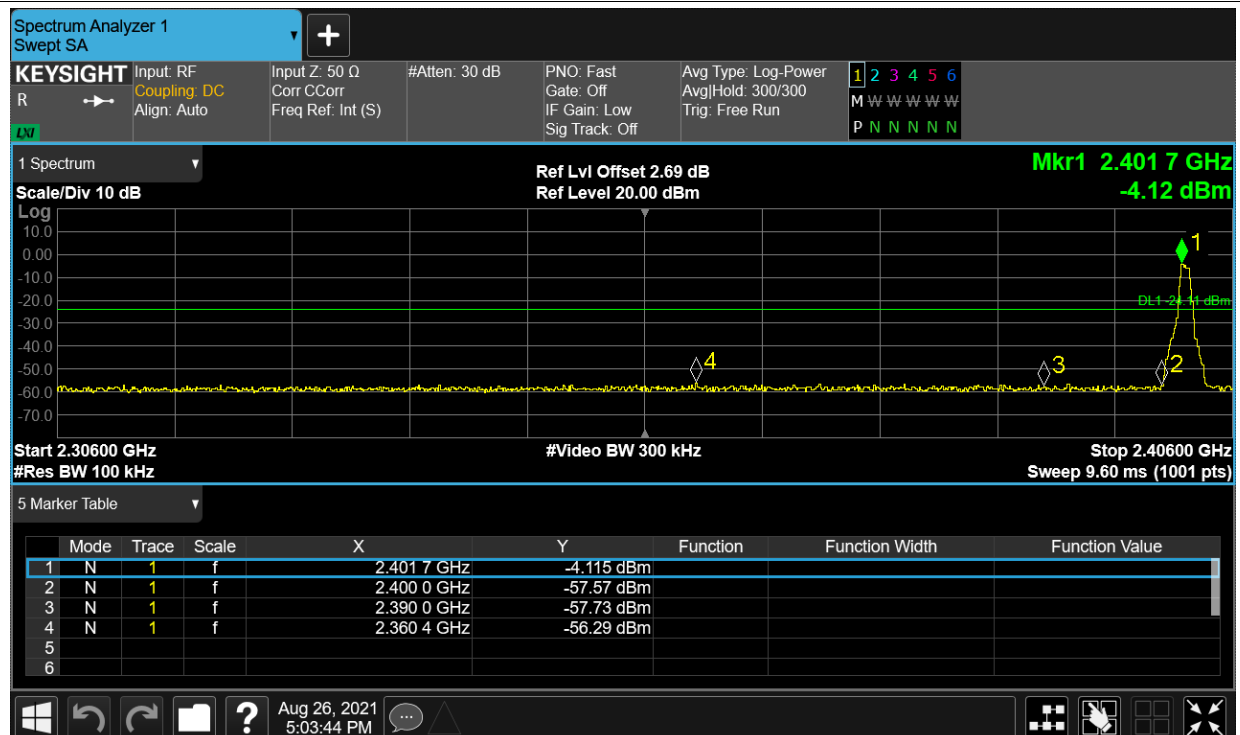 Spectrum Analyzer 1
Swept SA
+
KEYSIGHT
R
LXI
Input: RF
Coupling: DC
Align: Auto
Input Z: 50 Ω
Corr CCorr
Freq Ref: Int (S)
#Atten: 30 dB
PNO: Fast
Gate: Off
IF Gain: Low
Sig Track: Off
Avg Type: Log-Power
Avg|Hold: 300/300
Trig: Free Run
1 2 3 4 5 6
M W W W W W
P N N N N N
1 Spectrum
Scale/Div 10 dB
Ref Lvl Offset 2.69 dB
Ref Level 20.00 dBm
Mkr1 2.401 7 GHz
-4.12 dBm
Log
10.0
0.00
-10.0
-20.0
-30.0
-40.0
-50.0
-60.0
-70.0
1
DL1 -24.11 dBm
4
3
2
Start 2.30600 GHz
#Res BW 100 kHz
#Video BW 300 kHz
Stop 2.40600 GHz
Sweep 9.60 ms (1001 pts)
5 Marker Table
Mode Trace Scale X Y Function Function Width Function Value
1 N 1 f 2.401 7 GHz -4.115 dBm
2 N 1 f 2.400 0 GHz -57.57 dBm
3 N 1 f 2.390 0 GHz -57.73 dBm
4 N 1 f 2.360 4 GHz -56.29 dBm
5
6
?
Aug 26, 2021
5:03:44 PM